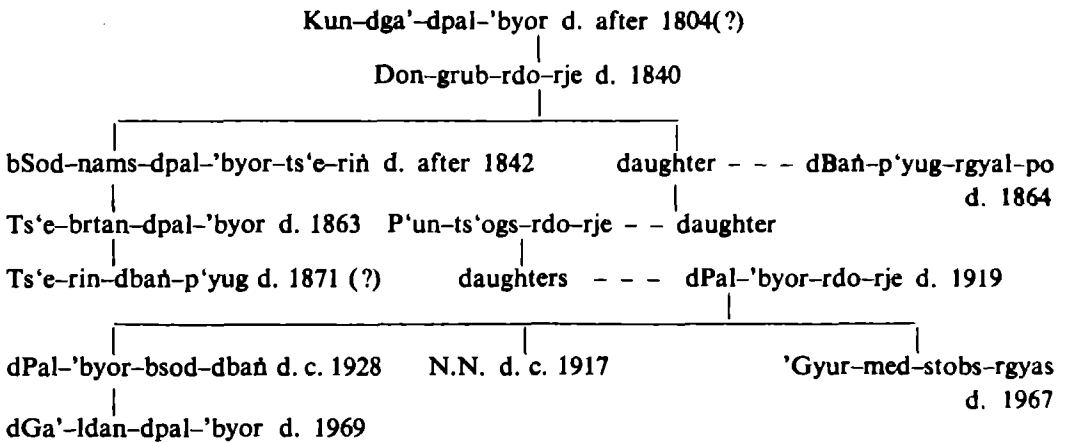 Kun–dga'–dpal–'byor d. after 1804(?)
Don–grub–rdo–rje d. 1840
bSod–nams–dpal–'byor–ts‘e–riṅ d. after 1842 daughter – – – dBaṅ–p‘yug–rgyal–po
d. 1864
Ts‘e–brtan–dpal–'byor d. 1863 P‘un–ts‘ogs–rdo–rje – – daughter
Ts‘e–rin–dbaṅ–p‘yug d. 1871 (?) daughters – – – dPal–'byor–rdo–rje d. 1919
dPal–'byor–bsod–dbaṅ d. c. 1928 N.N. d. c. 1917 'Gyur–med–stobs–rgyas
d. 1967
dGa'–ldan–dpal–'byor d. 1969